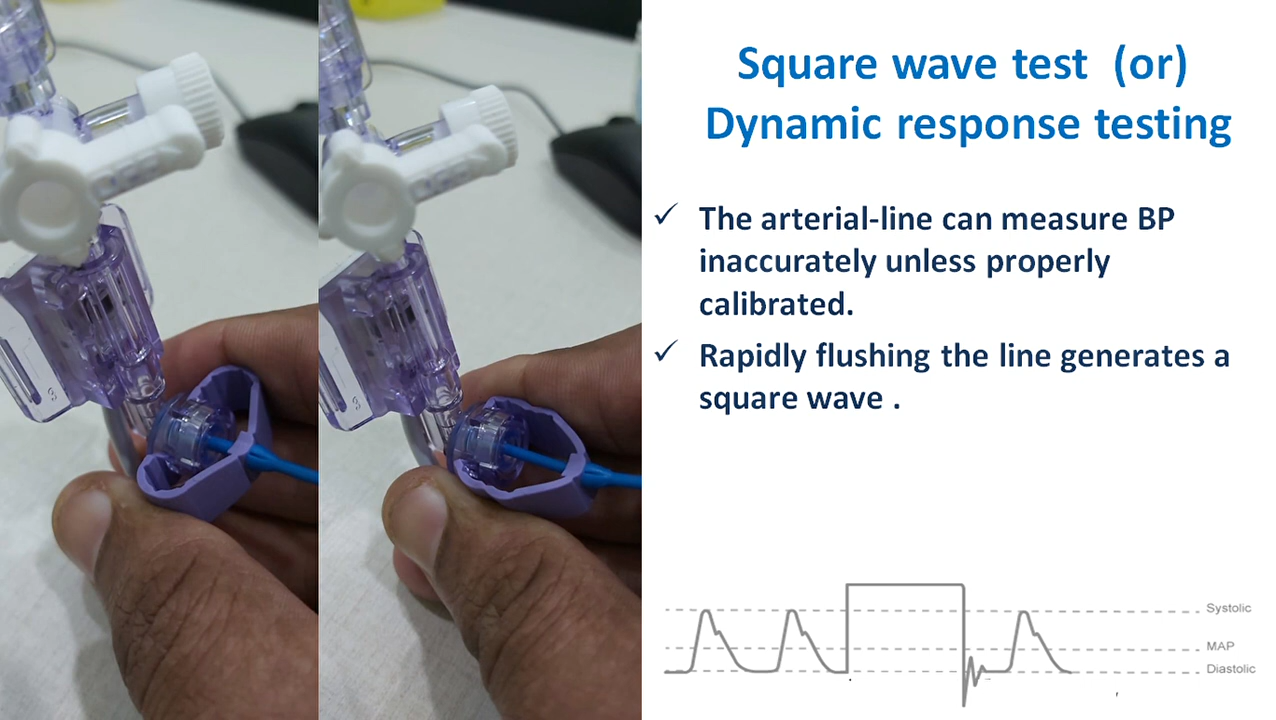 Square wave test (or)
Dynamic response testing
✓ The arterial-line can measure BP
inaccurately unless properly
calibrated.
✓ Rapidly flushing the line generates a
square wave .
Systolic
MAP
Diastolic